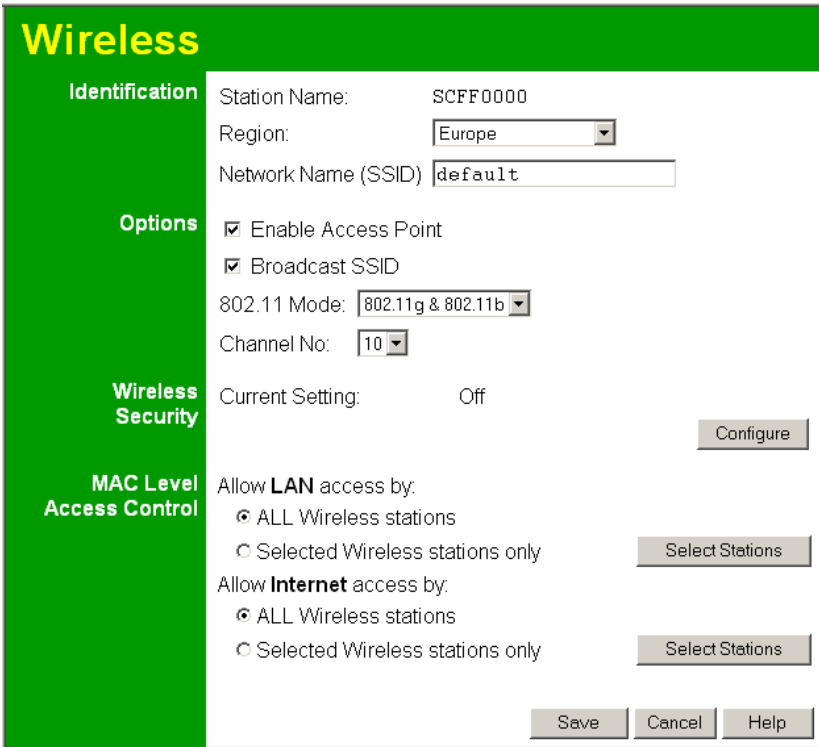 Wireless
Identification
Station Name: SCFF0000
Region: Europe
Network Name (SSID) default
Options
Enable Access Point
Broadcast SSID
802.11 Mode: 802.11g & 802.11b
Channel No: 10
Wireless Security
Current Setting: Off
Configure
MAC Level Access Control
Allow LAN access by:
ALL Wireless stations
Selected Wireless stations only Select Stations
Allow Internet access by:
ALL Wireless stations
Selected Wireless stations only Select Stations
Save Cancel Help